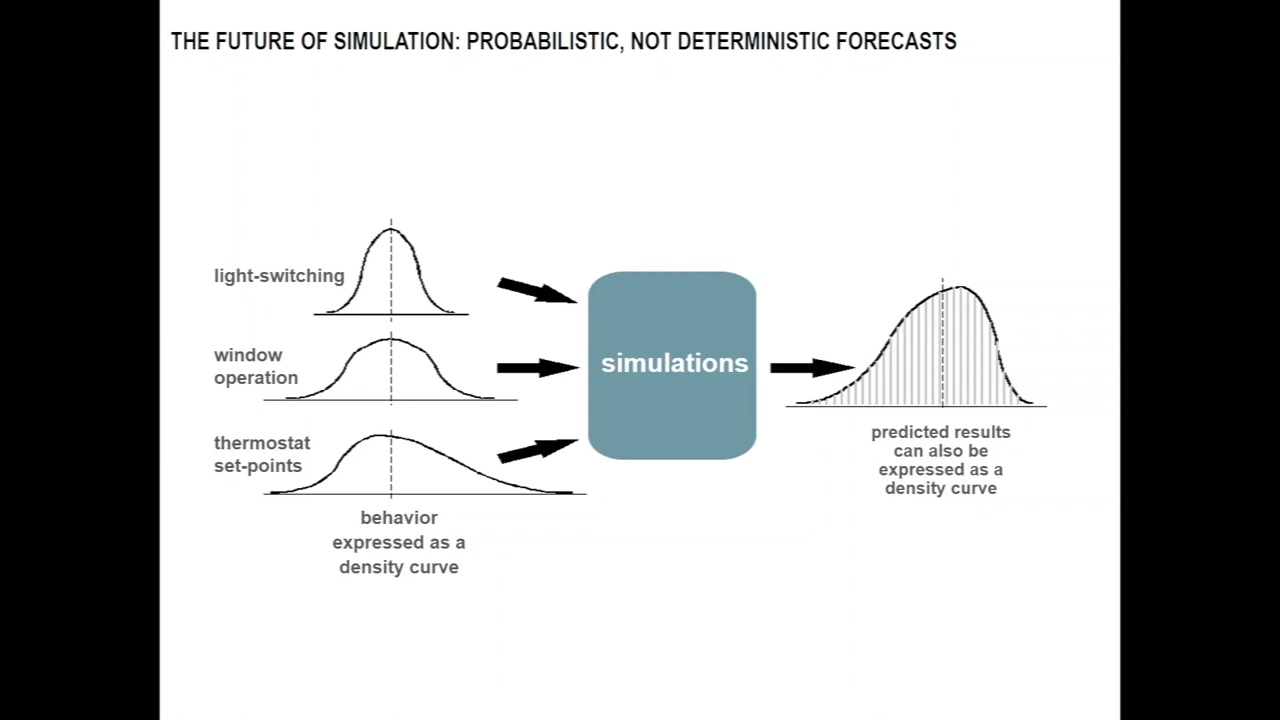 THE FUTURE OF SIMULATION: PROBABILISTIC, NOT DETERMINISTIC FORECASTS
light-switching
window
operation
thermostat
set-points
behavior
expressed as a
density curve
simulations
predicted results
can also be
expressed as a
density curve